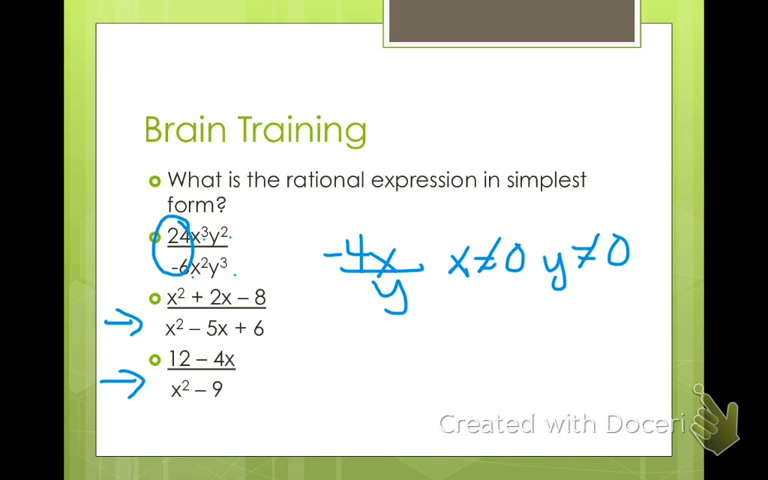 Brain Training
What is the rational expression in simplest
form?
24x³y²
-6x²y³
-4x
y
x≠0 y≠0
x² + 2x – 8
x² – 5x + 6
12 – 4x
x² – 9
Created with Doceri